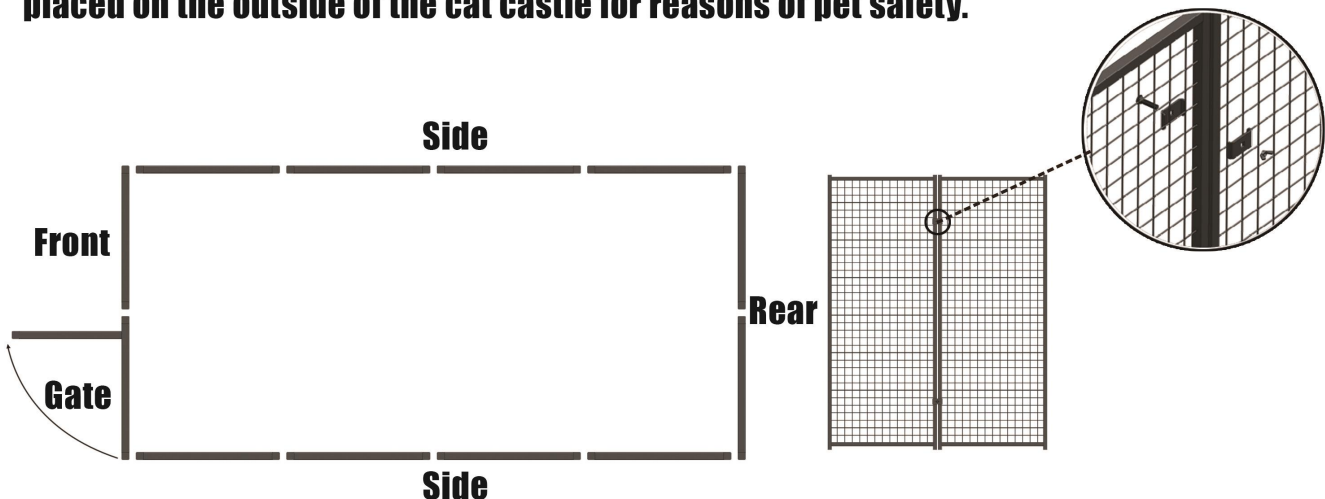 placed on the outside of the cat castle for reasons of pet safety.
Side
Front
Rear
Gate
Side